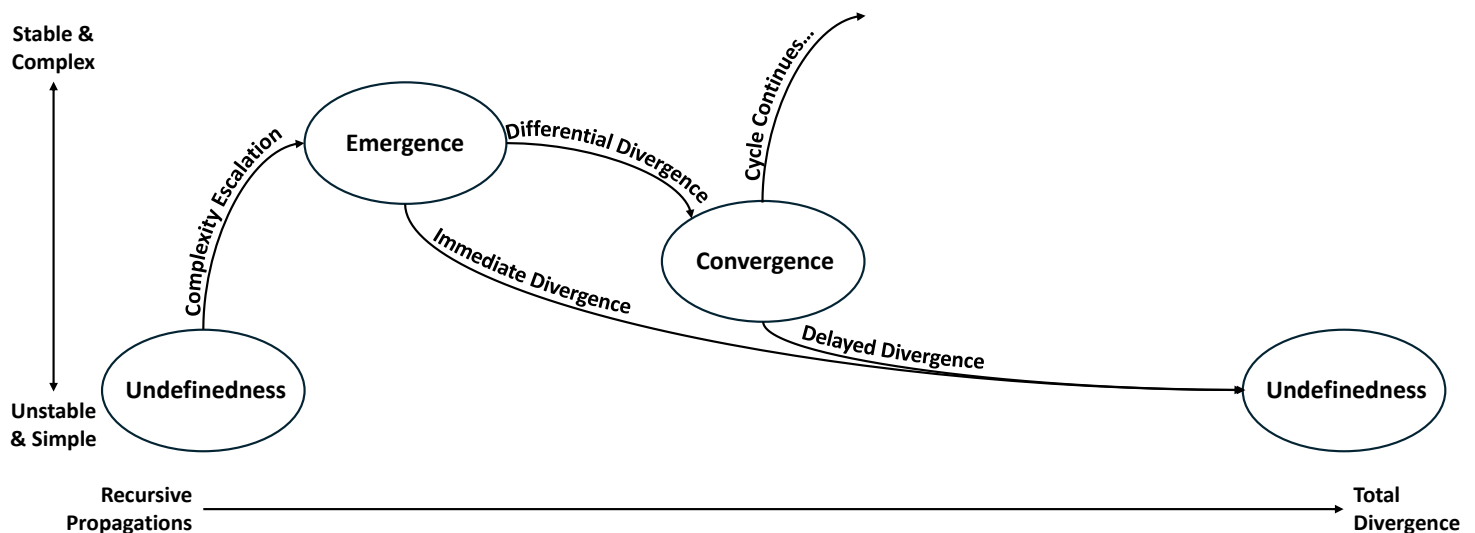 Stable &
Complex
Cycle Continues...
Complexity Escalation
Emergence
Differential Divergence
Immediate Divergence
Convergence
Delayed Divergence
Undefinedness
Undefinedness
Unstable
& Simple
Recursive
Propagations
Total
Divergence